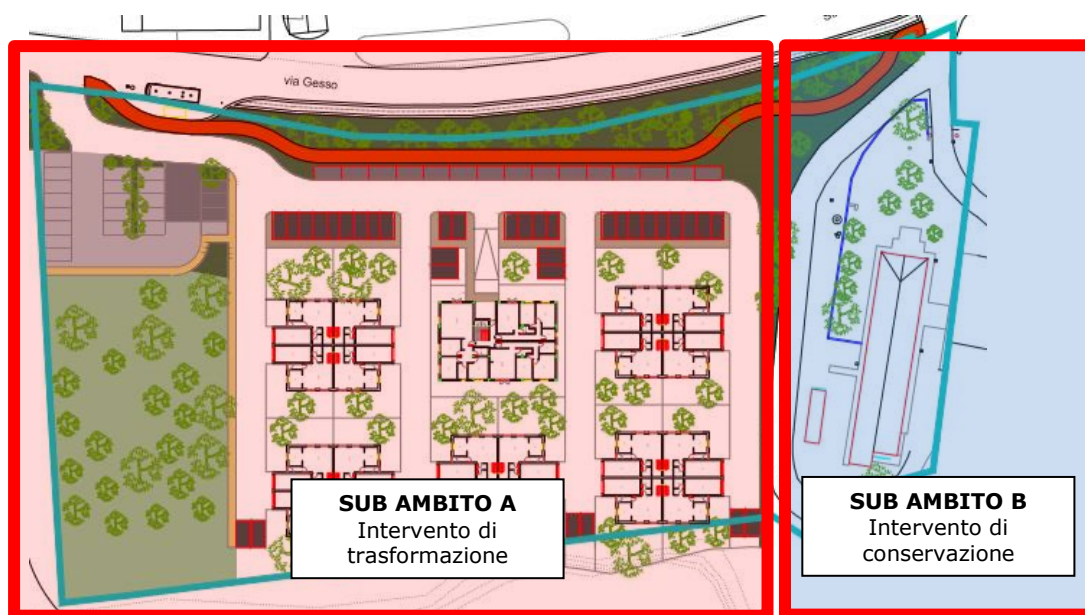 via Gesso
SUB AMBITO A
Intervento di
trasformazione
SUB AMBITO B
Intervento di
conservazione